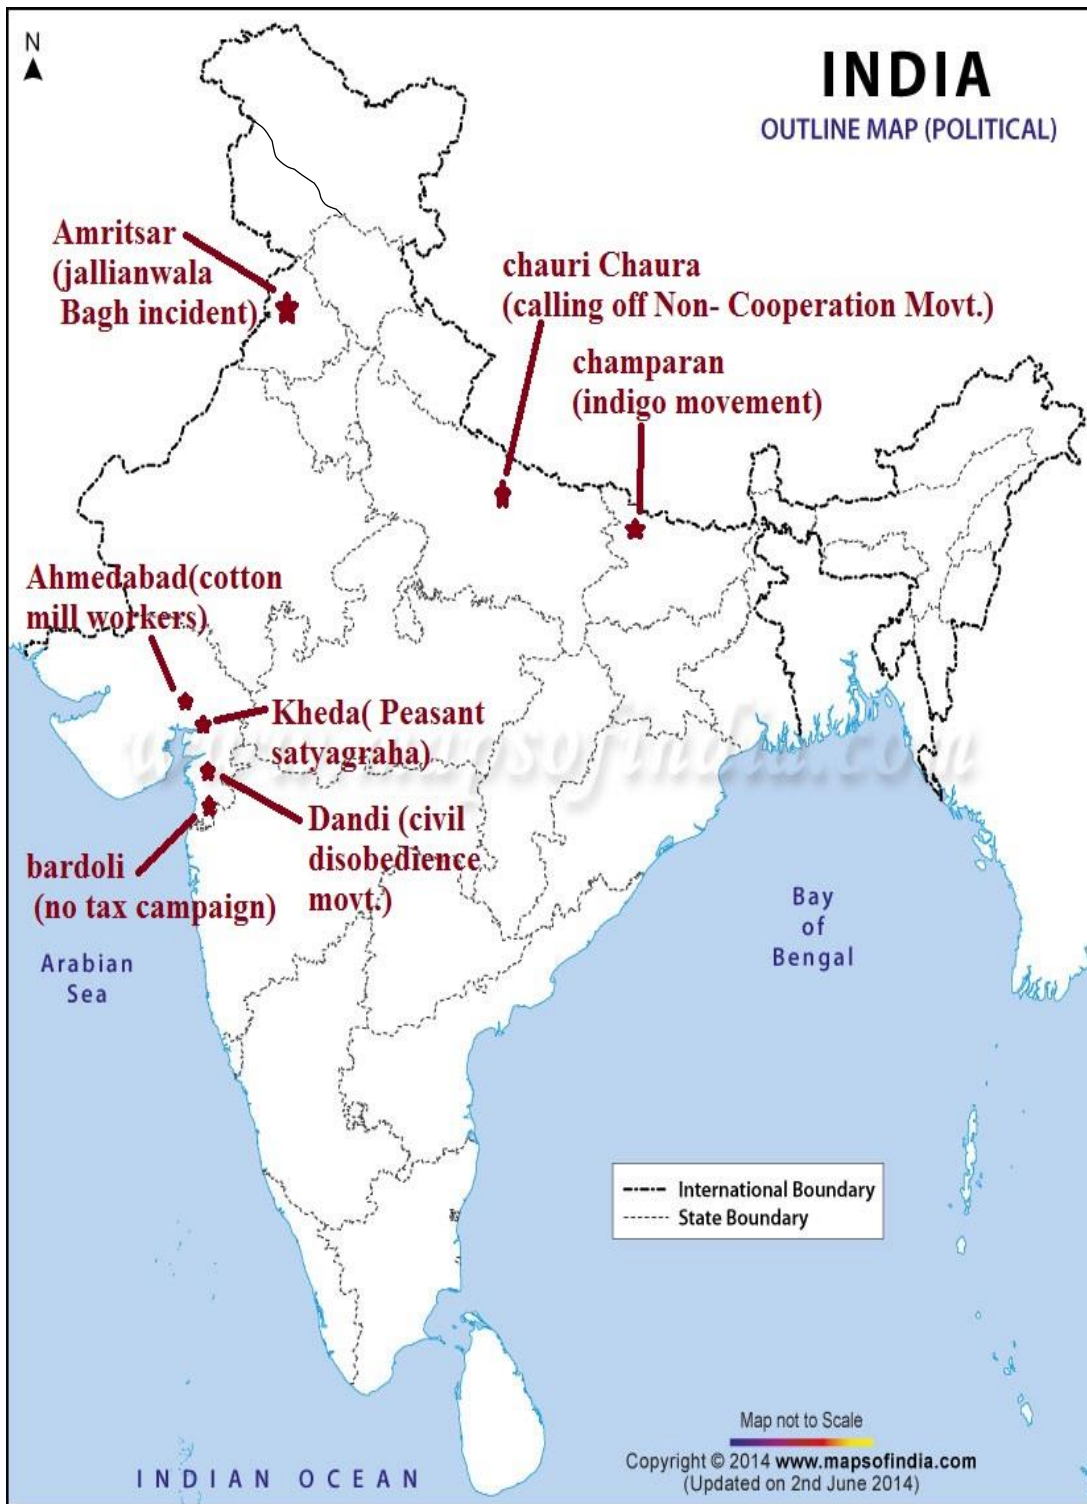 N
INDIA
OUTLINE MAP (POLITICAL)
Amritsar
(jallianwala
Bagh incident)
chauri Chaura
(calling off Non- Cooperation Movt.)
champaran
(indigo movement)
Ahmedabad(cotton
mill workers)
Kheda( Peasant
satyagraha)
www.mapsofindia.com
Dandi (civil
disobedience
movt.)
bardoli
(no tax campaign)
Arabian
Sea
Bay
of
Bengal
International Boundary
State Boundary
Map not to Scale
Copyright © 2014 www.mapsofindia.com
(Updated on 2nd June 2014)
INDIAN OCEAN